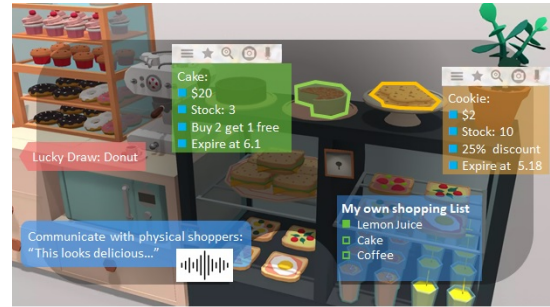 Cake:
$20
Stock: 3
Buy 2 get 1 free
Expire at 6.1
Cookie:
$2
Stock: 10
25% discount
Expire at 5.18
Lucky Draw: Donut
My own shopping List
Lemon Juice
Cake
Coffee
Communicate with physical shoppers:
“This looks delicious...”